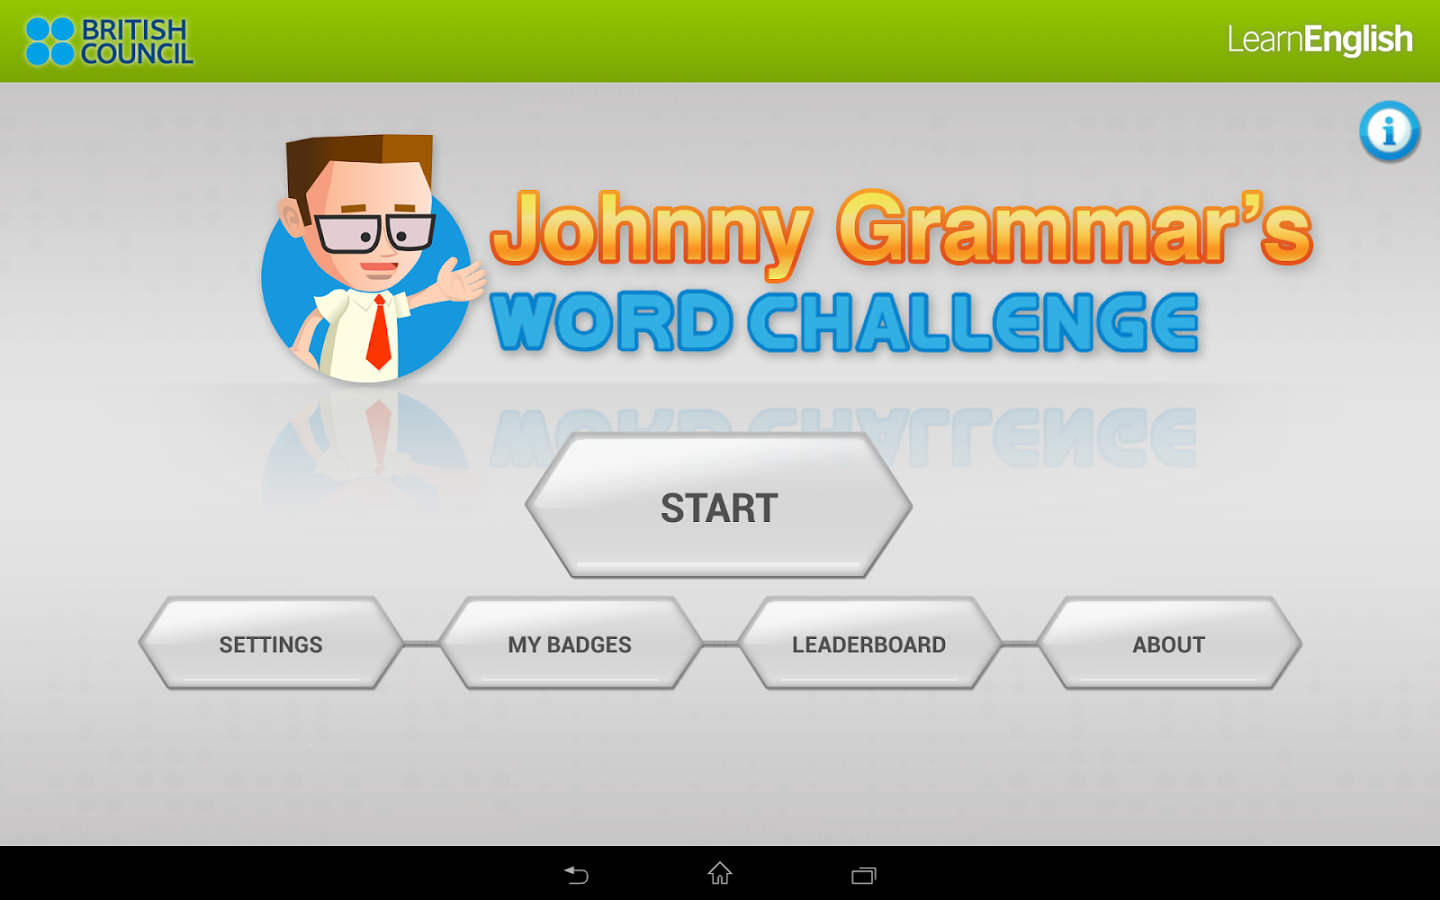 BRITISH
COUNCIL
LearnEnglish
i
Johnny Grammar's
WORD CHALLENGE
START
SETTINGS
MY BADGES
LEADERBOARD
ABOUT